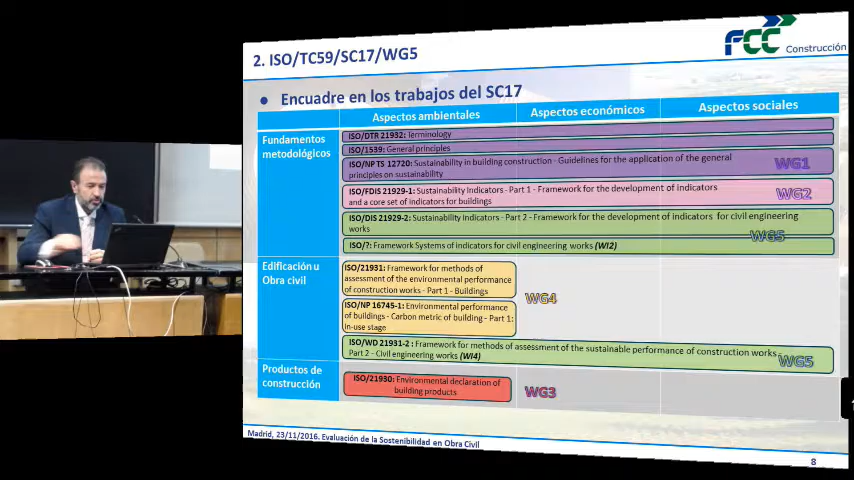 FCC
Construcción
2. ISO/TC59/SC17/WG5
● Encuadre en los trabajos del SC17
Aspectos ambientales
Aspectos económicos
Aspectos sociales
Fundamentos
metodológicos
ISO/DTR 21932: Terminology
ISO/1539: General principles
ISO/NP TS 12720: Sustainability in building construction - Guidelines for the application of the general
principles on sustainability
WG1
ISO/FDIS 21929-1: Sustainability Indicators - Part 1 - Framework for the development of indicators
and a core set of indicators for buildings
WG2
ISO/DIS 21929-2: Sustainability Indicators - Part 2 - Framework for the development of indicators for civil engineering
works
WG5
ISO/?: Framework Systems of indicators for civil engineering works (WI2)
Edificación u
Obra civil
ISO/21931: Framework for methods of
assessment of the environmental performance
of construction works - Part 1 - Buildings
WG4
ISO/NP 16745-1: Environmental performance
of buildings - Carbon metric of building - Part 1:
In-use stage
ISO/WD 21931-2: Framework for methods of assessment of the sustainable performance of construction works-
Part 2 - Civil engineering works (WI4)
WG5
Productos de
construcción
ISO/21930: Environmental declaration of
building products
WG3
Madrid, 23/11/2016. Evaluación de la Sostenibilidad en Obra Civil
8